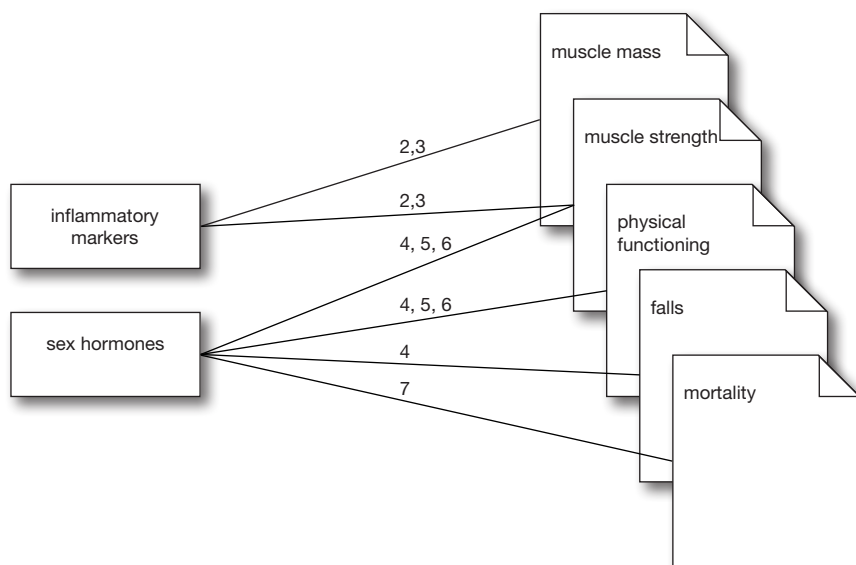 muscle mass
muscle strength
2,3
inflammatory
markers
2,3
physical
functioning
4, 5, 6
4, 5, 6
falls
sex hormones
4
7
mortality